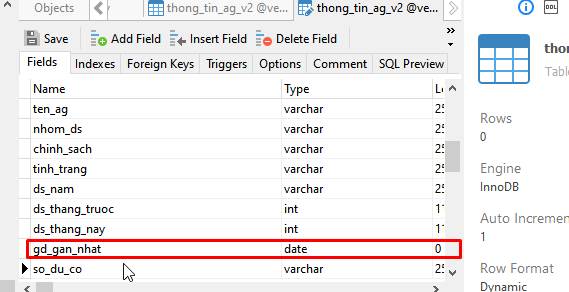 Objects
thong_tin_ag_v2 @ve...
thong_tin_ag_v2 @ve...
DDL
Save
Add Field
Insert Field
Delete Field
Fields
Indexes
Foreign Keys
Triggers
Options
Comment
SQL Preview
Name Type
ten_ag varchar 25
nhom_ds varchar 25
chinh_sach varchar 25
tinh_trang varchar 25
ds_nam varchar 25
ds_thang_truoc int 11
ds_thang_nay int 11
gd_gan_nhat date 0
so_du_co varchar 25
Table
Rows
0
Engine
InnoDB
Auto Increment
1
Row Format
Dynamic